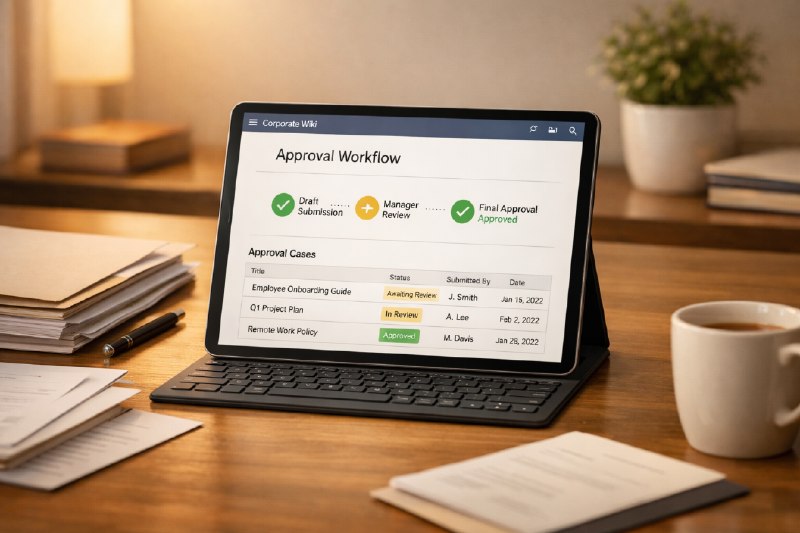 Corporate Wiki
Approval Workflow
Draft
Submission
Manager
Review
Final Approval
Approved
Approval Cases
Title Status Submitted By Date
Employee Onboarding Guide Awaiting Review J. Smith Jan 15, 2022
Q1 Project Plan In Review A. Lee Feb 2, 2022
Remote Work Policy Approved M. Davis Jan 28, 2022